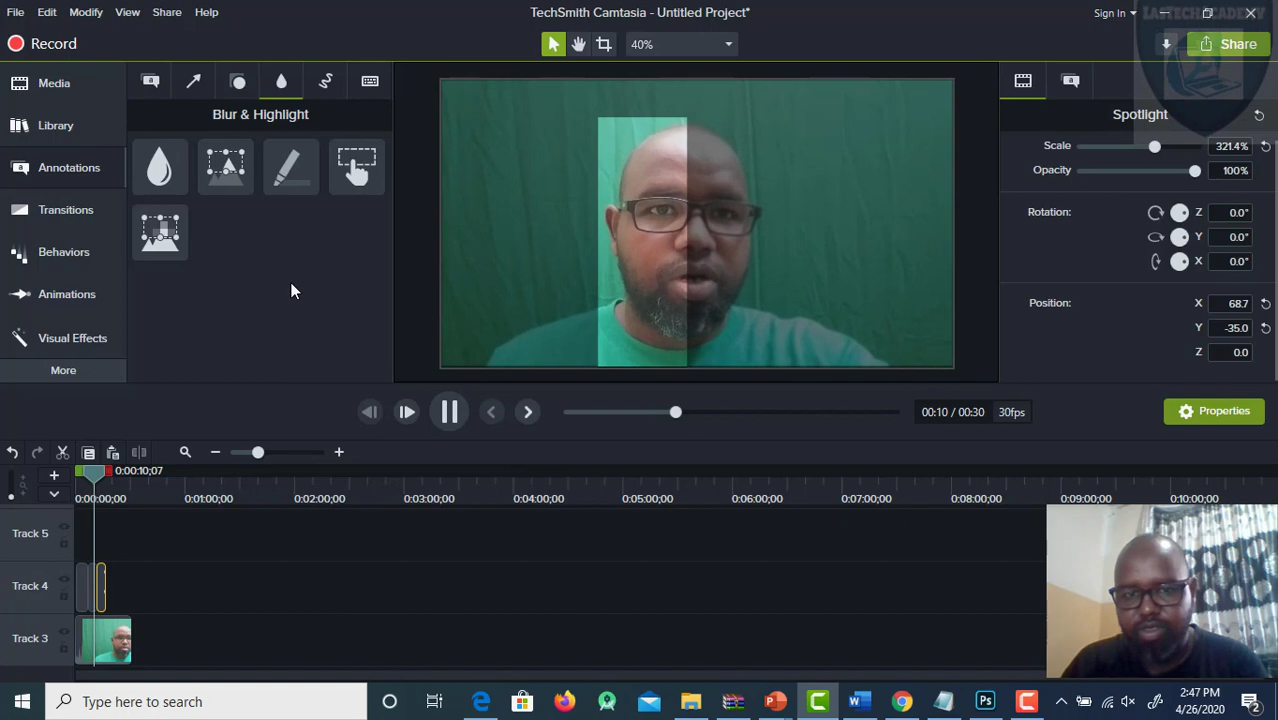 File Edit Modify View Share Help
TechSmith Camtasia - Untitled Project*
Sign In
LASTECHACADEMY
Record
40%
Share
Media
Library
Annotations
Transitions
Behaviors
Animations
Visual Effects
More
Blur & Highlight
Spotlight
Scale 321.4%
Opacity 100%
Rotation: Z 0.0°
Y 0.0°
X 0.0°
Position: X 68.7
Y -35.0
Z 0.0
00:10 / 00:30 30fps
Properties
0:00:10;07
0:00:00;00 0:01:00;00 0:02:00;00 0:03:00;00 0:04:00;00 0:05:00;00 0:06:00;00 0:07:00;00 0:08:00;00 0:09:00;00 0:10:00;00
Track 5
Track 4
Track 3
Type here to search
2:47 PM
4/26/2020
2